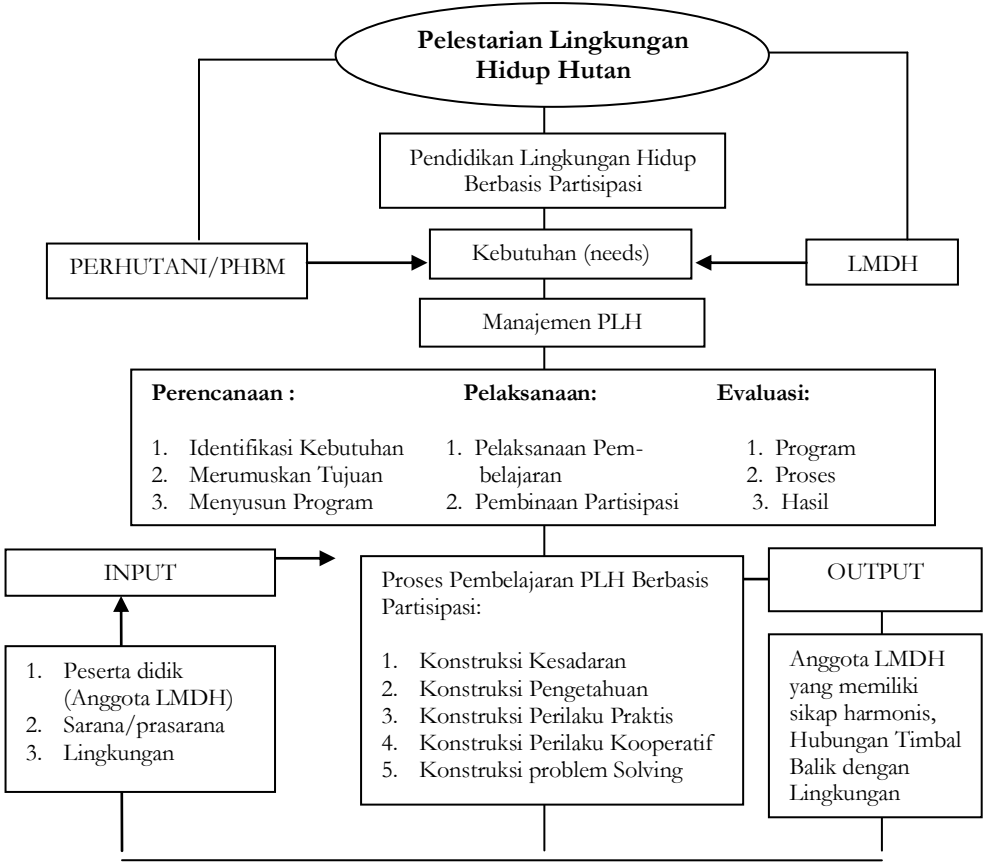 Pelestarian Lingkungan
Hidup Hutan
Pendidikan Lingkungan Hidup
Berbasis Partisipasi
PERHUTANI/PHBM
Kebutuhan (needs)
LMDH
Manajemen PLH
Perencanaan :
1. Identifikasi Kebutuhan
2. Merumuskan Tujuan
3. Menyusun Program
Pelaksanaan:
1. Pelaksanaan Pem-
belajaran
2. Pembinaan Partisipasi
Evaluasi:
1. Program
2. Proses
3. Hasil
INPUT
1. Peserta didik
(Anggota LMDH)
2. Sarana/prasarana
3. Lingkungan
Proses Pembelajaran PLH Berbasis
Partisipasi:
1. Konstruksi Kesadaran
2. Konstruksi Pengetahuan
3. Konstruksi Perilaku Praktis
4. Konstruksi Perilaku Kooperatif
5. Konstruksi problem Solving
OUTPUT
Anggota LMDH
yang memiliki
sikap harmonis,
Hubungan Timbal
Balik dengan
Lingkungan